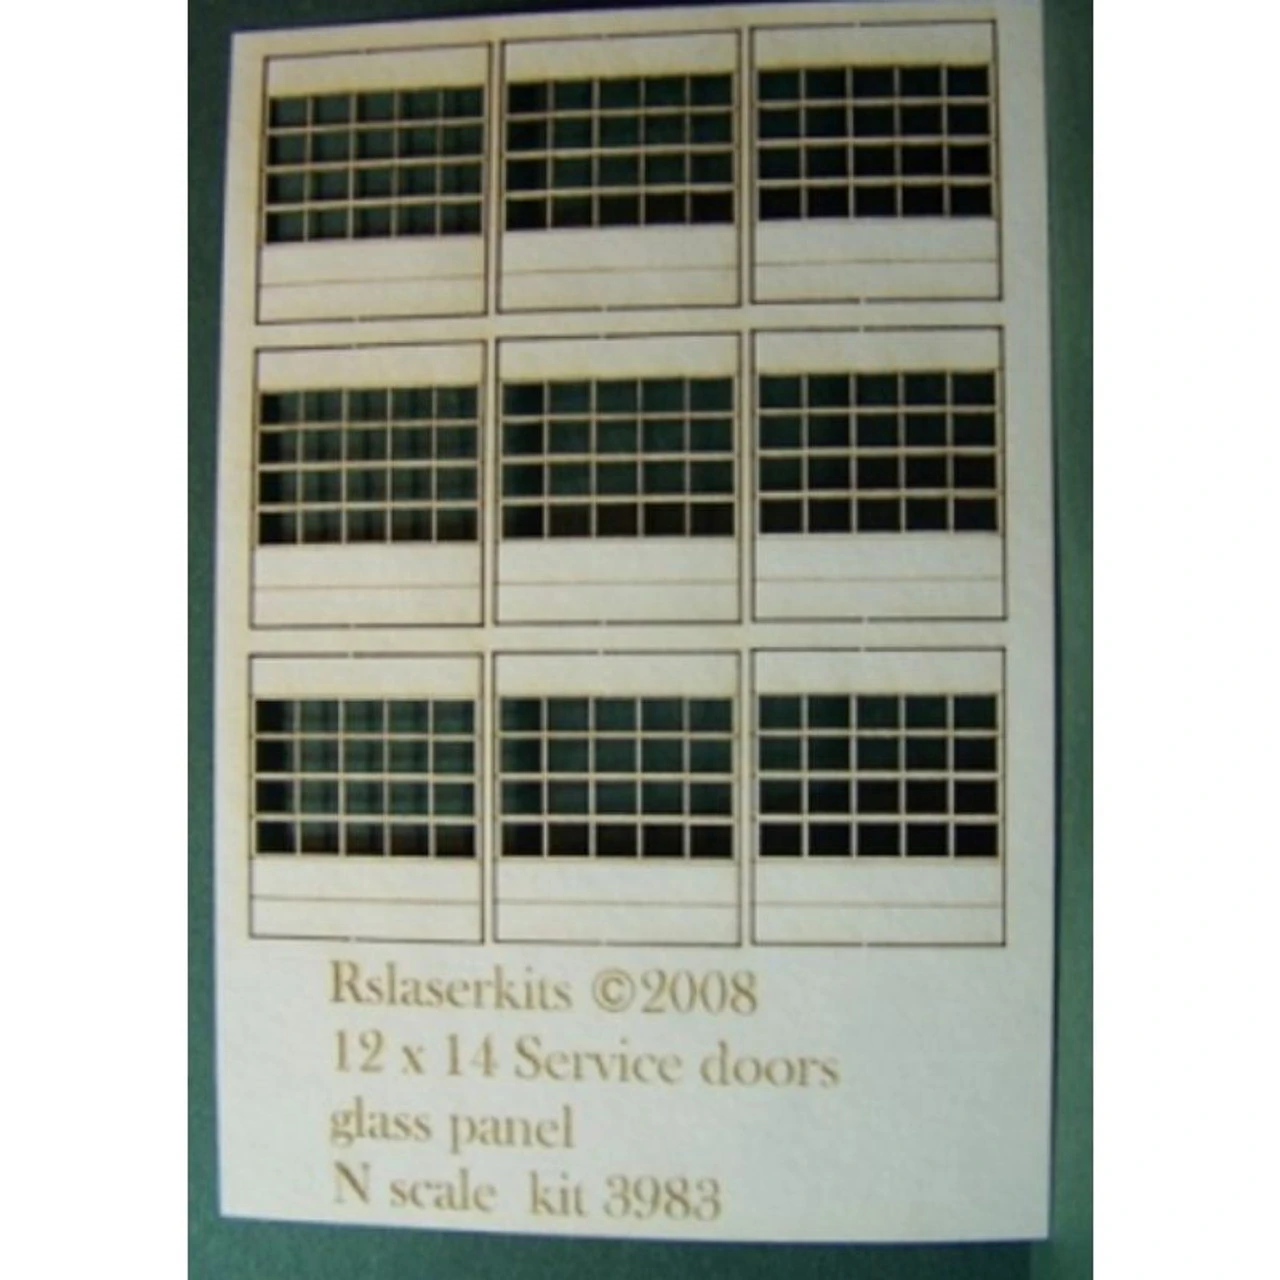 Rslaserkits ©2008
12 x 14 Service doors
glass panel
N scale kit 3983